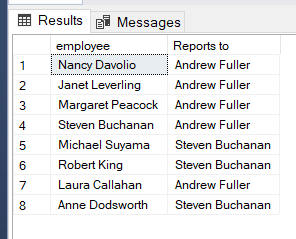 Results Messages
employee Reports to
1 Nancy Davolio Andrew Fuller
2 Janet Leverling Andrew Fuller
3 Margaret Peacock Andrew Fuller
4 Steven Buchanan Andrew Fuller
5 Michael Suyama Steven Buchanan
6 Robert King Steven Buchanan
7 Laura Callahan Andrew Fuller
8 Anne Dodsworth Steven Buchanan